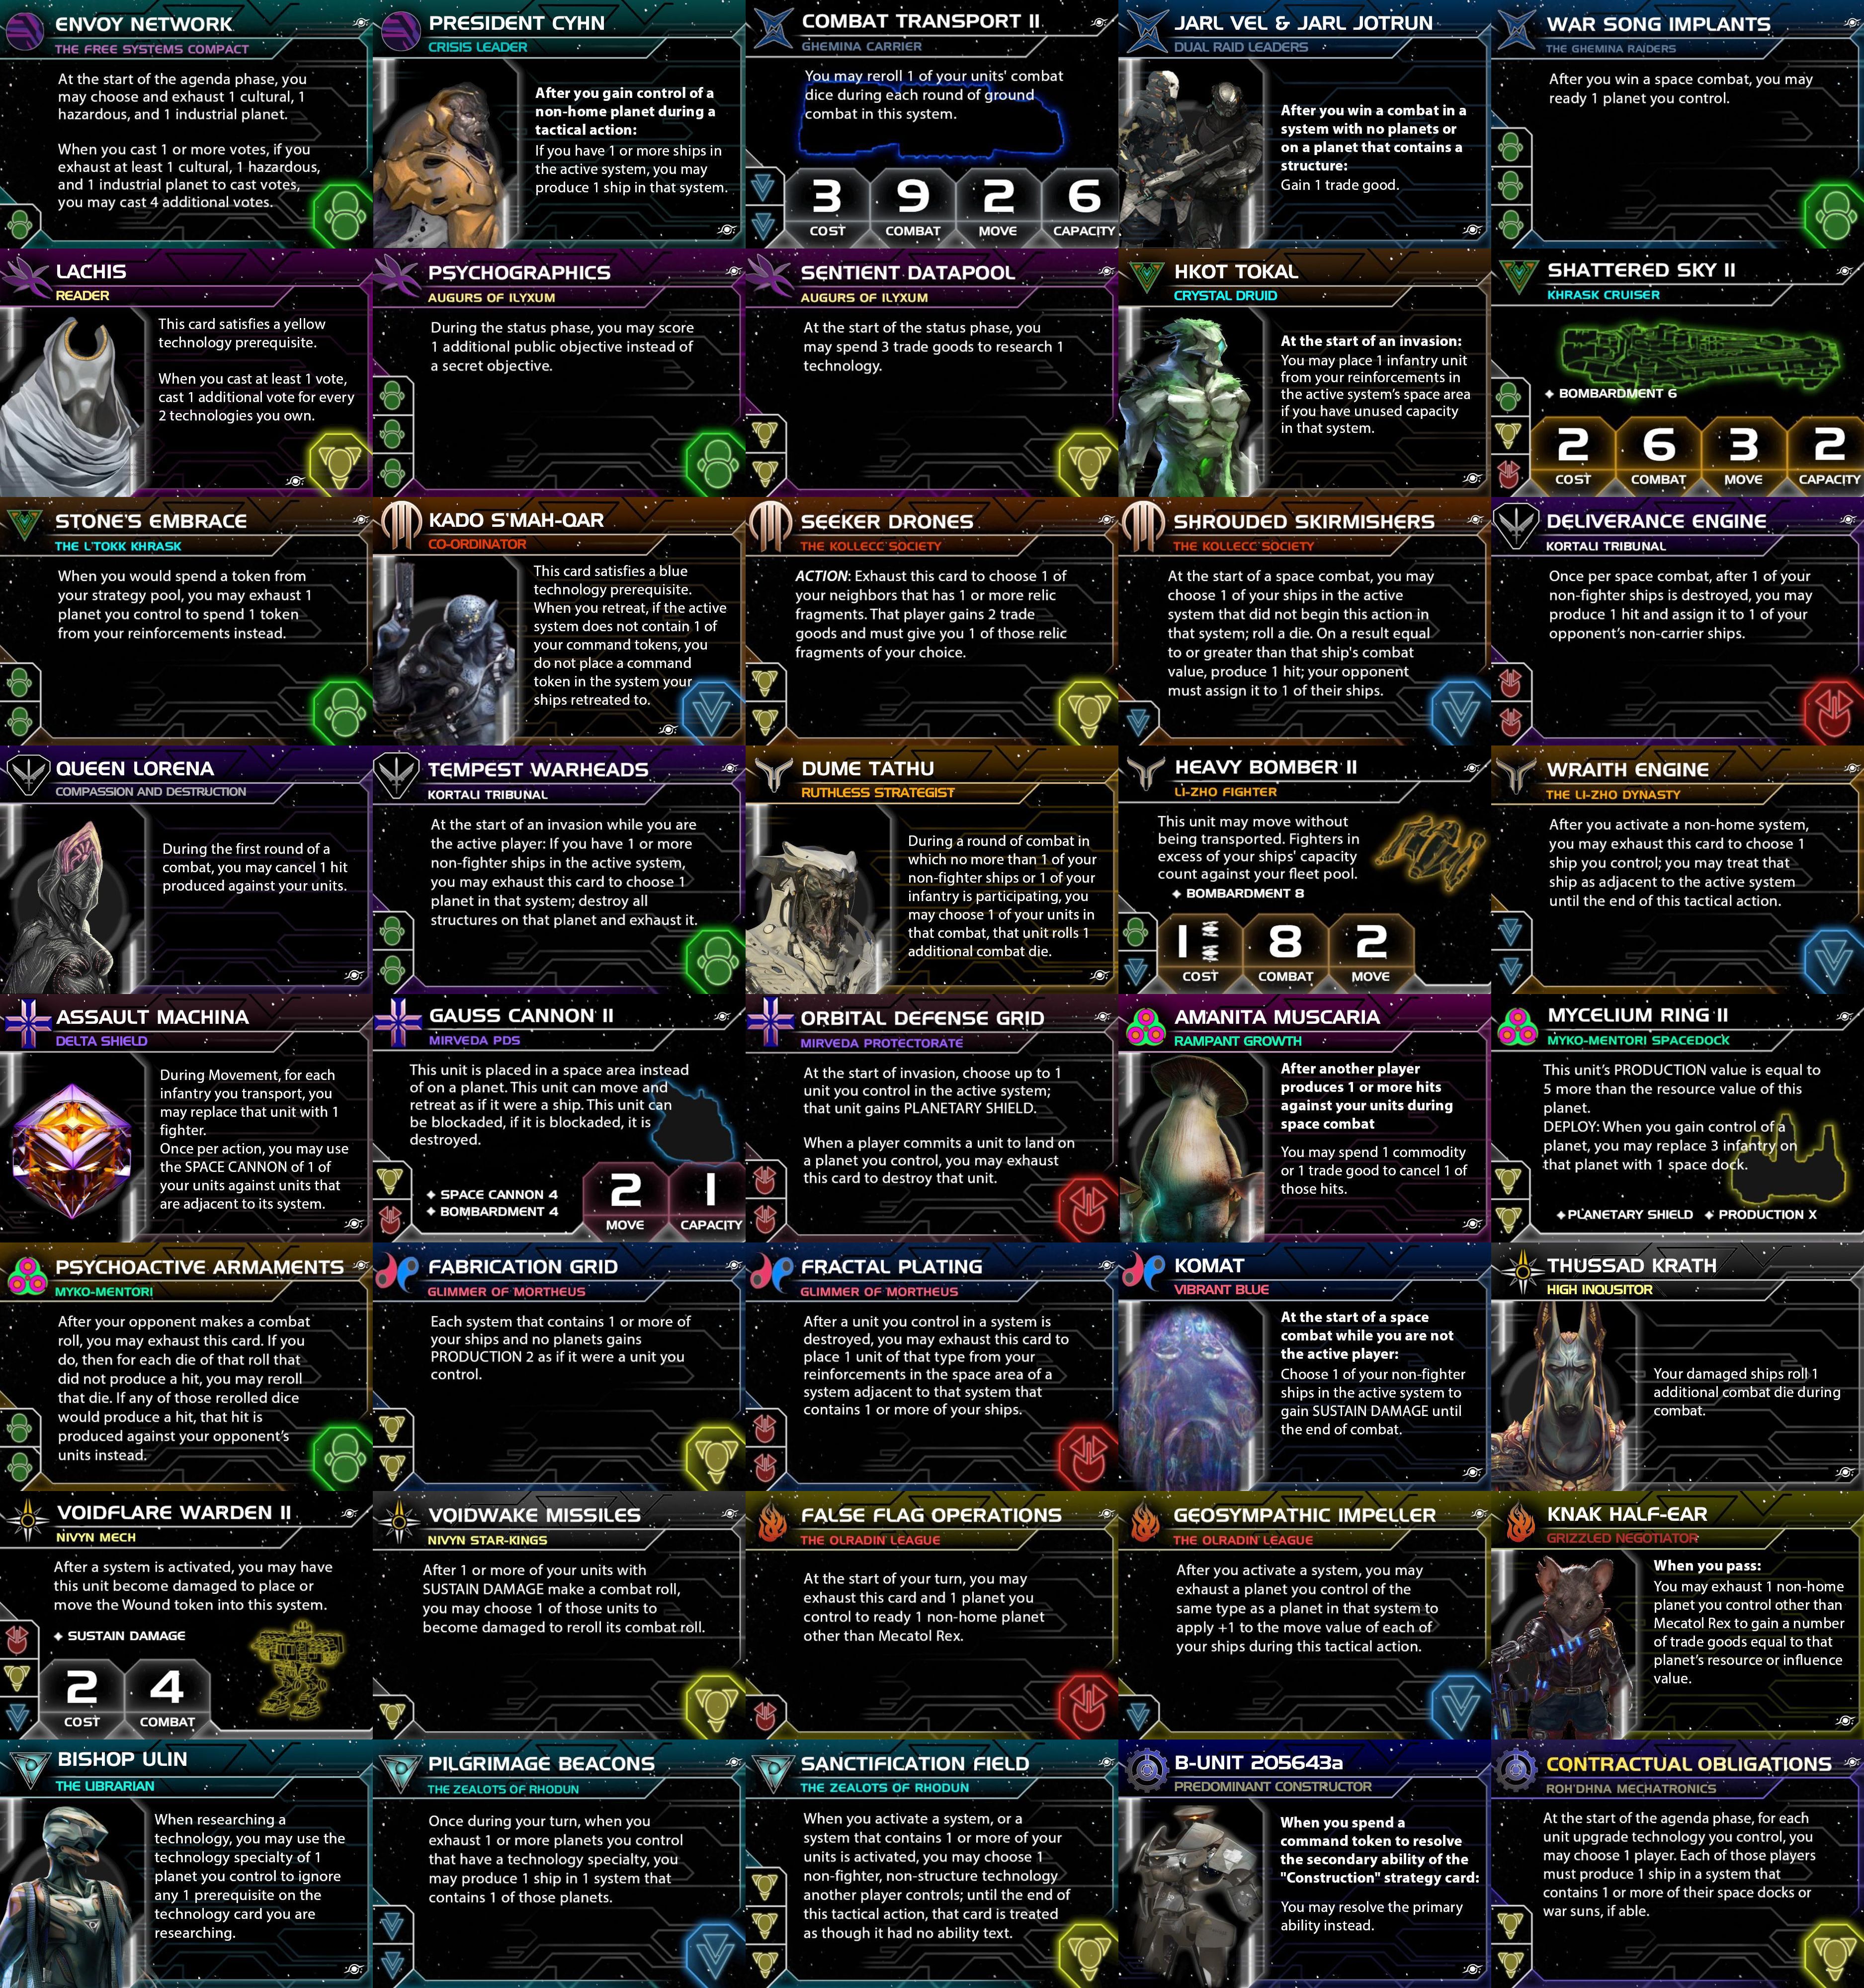 ENVOY NETWORK
THE FREE SYSTEMS COMPACT
At the start of the agenda phase, you
may choose and exhaust 1 cultural, 1
hazardous, and 1 industrial planet.
When you cast 1 or more votes, if you
exhaust at least 1 cultural, 1 hazardous,
and 1 industrial planet to cast votes,
you may cast 4 additional votes.
PRESIDENT CYHN
CRISIS LEADER
After you gain control of a
non-home planet during a
tactical action:
If you have 1 or more ships in
the active system, you may
produce 1 ship in that system.
COMBAT TRANSPORT II
GHEMINA CARRIER
You may reroll 1 of your units' combat
dice during each round of ground
combat in this system.
3 9 2 6
COST COMBAT MOVE CAPACITY
JARL VEL & JARL JOTRUN
DUAL RAID LEADERS
After you win a combat in a
system with no planets or
on a planet that contains a
structure:
Gain 1 trade good.
WAR SONG IMPLANTS
THE GHEMINA RAIDERS
After you win a space combat, you may
ready 1 planet you control.
LACHIS
READER
This card satisfies a yellow
technology prerequisite.
When you cast at least 1 vote,
cast 1 additional vote for every
2 technologies you own.
PSYCHOGRAPHICS
AUGURS OF ILYXUM
During the status phase, you may score
1 additional public objective instead of
a secret objective.
SENTIENT DATAPOOL
AUGURS OF ILYXUM
At the start of the status phase, you
may spend 3 trade goods to research 1
technology.
HKOT TOKAL
CRYSTAL DRUID
At the start of an invasion:
You may place 1 infantry unit
from your reinforcements in
the active system's space area
if you have unused capacity
in that system.
SHATTERED SKY II
KHRASK CRUISER
BOMBARDMENT 6
2 6 3 2
COST COMBAT MOVE CAPACITY
STONE'S EMBRACE
THE L'TOKK KHRASK
When you would spend a token from
your strategy pool, you may exhaust 1
planet you control to spend 1 token
from your reinforcements instead.
KADO S'MAH-QAR
CO-ORDINATOR
This card satisfies a blue
technology prerequisite.
When you retreat, if the active
system does not contain 1 of
your command tokens, you
do not place a command
token in the system your
ships retreated to.
SEEKER DRONES
THE KOLLECC SOCIETY
ACTION: Exhaust this card to choose 1 of
your neighbors that has 1 or more relic
fragments. That player gains 2 trade
goods and must give you 1 of those relic
fragments of your choice.
SHROUDED SKIRMISHERS
THE KOLLECC SOCIETY
At the start of a space combat, you may
choose 1 of your ships in the active
system that did not begin this action in
that system; roll a die. On a result equal
to or greater than that ship's combat
value, produce 1 hit; your opponent
must assign it to 1 of their ships.
DELIVERANCE ENGINE
KORTALI TRIBUNAL
Once per space combat, after 1 of your
non-fighter ships is destroyed, you may
produce 1 hit and assign it to 1 of your
opponent's non-carrier ships.
QUEEN LORENA
COMPASSION AND DESTRUCTION
During the first round of a
combat, you may cancel 1 hit
produced against your units.
TEMPEST WARHEADS
KORTALI TRIBUNAL
At the start of an invasion while you are
the active player: If you have 1 or more
non-fighter ships in the active system,
you may exhaust this card to choose 1
planet in that system; destroy all
structures on that planet and exhaust it.
DUME TATHU
RUTHLESS STRATEGIST
During a round of combat in
which no more than 1 of your
non-fighter ships or 1 of your
infantry is participating, you
may choose 1 of your units in
that combat, that unit rolls 1
additional combat die.
HEAVY BOMBER II
LI-ZHO FIGHTER
This unit may move without
being transported. Fighters in
excess of your ships' capacity
count against your fleet pool.
BOMBARDMENT 8
1 8 2
COST COMBAT MOVE
WRAITH ENGINE
THE LI-ZHO DYNASTY
After you activate a non-home system,
you may exhaust this card to choose 1
ship you control; you may treat that
ship as adjacent to the active system
until the end of this tactical action.
ASSAULT MACHINA
DELTA SHIELD
During Movement, for each
infantry you transport, you
may replace that unit with 1
fighter.
Once per action, you may use
the SPACE CANNON of 1 of
your units against units that
are adjacent to its system.
GAUSS CANNON II
MIRVEDA PDS
This unit is placed in a space area instead
of on a planet. This unit can move and
retreat as if it were a ship. This unit can
be blockaded, if it is blockaded, it is
destroyed.
SPACE CANNON 4
BOMBARDMENT 4
2 1
MOVE CAPACITY
ORBITAL DEFENSE GRID
MIRVEDA PROTECTORATE
At the start of invasion, choose up to 1
unit you control in the active system;
that unit gains PLANETARY SHIELD.
When a player commits a unit to land on
a planet you control, you may exhaust
this card to destroy that unit.
AMANITA MUSCARIA
RAMPANT GROWTH
After another player
produces 1 or more hits
against your units during
space combat
You may spend 1 commodity
or 1 trade good to cancel 1 of
those hits.
MYCELIUM RING II
MYKO-MENTORI SPACEDOCK
This unit's PRODUCTION value is equal to
5 more than the resource value of this
planet.
DEPLOY: When you gain control of a
planet, you may replace 3 infantry on
that planet with 1 space dock.
PLANETARY SHIELD PRODUCTION X
PSYCHOACTIVE ARMAMENTS
MYKO-MENTORI
After your opponent makes a combat
roll, you may exhaust this card. If you
do, then for each die of that roll that
did not produce a hit, you may reroll
that die. If any of those rerolled dice
would produce a hit, that hit is
produced against your opponent's
units instead.
FABRICATION GRID
GLIMMER OF MORTHEUS
Each system that contains 1 or more of
your ships and no planets gains
PRODUCTION 2 as if it were a unit you
control.
FRACTAL PLATING
GLIMMER OF MORTHEUS
After a unit you control in a system is
destroyed, you may exhaust this card to
place 1 unit of that type from your
reinforcements in the space area of a
system adjacent to that system that
contains 1 or more of your ships.
KOMAT
VIBRANT BLUE
At the start of a space
combat while you are not
the active player:
Choose 1 of your non-fighter
ships in the active system to
gain SUSTAIN DAMAGE until
the end of combat.
THUSSAD KRATH
HIGH INQUSITOR
Your damaged ships roll 1
additional combat die during
combat.
VOIDFLARE WARDEN II
NIVYN MECH
After a system is activated, you may have
this unit become damaged to place or
move the Wound token into this system.
SUSTAIN DAMAGE
2 4
COST COMBAT
VOIDWAKE MISSILES
NIVYN STAR-KINGS
After 1 or more of your units with
SUSTAIN DAMAGE make a combat roll,
you may choose 1 of those units to
become damaged to reroll its combat roll.
FALSE FLAG OPERATIONS
THE OLRADIN LEAGUE
At the start of your turn, you may
exhaust this card and 1 planet you
control to ready 1 non-home planet
other than Mecatol Rex.
GEOSYMPATHIC IMPELLER
THE OLRADIN LEAGUE
After you activate a system, you may
exhaust a planet you control of the
same type as a planet in that system to
apply +1 to the move value of each of
your ships during this tactical action.
KNAK HALF-EAR
GRIZZLED NEGOTIATOR
When you pass:
You may exhaust 1 non-home
planet you control other than
Mecatol Rex to gain a number
of trade goods equal to that
planet's resource or influence
value.
BISHOP ULIN
THE LIBRARIAN
When researching a
technology, you may use the
technology specialty of 1
planet you control to ignore
any 1 prerequisite on the
technology card you are
researching.
PILGRIMAGE BEACONS
THE ZEALOTS OF RHODUN
Once during your turn, when you
exhaust 1 or more planets you control
that have a technology specialty, you
may produce 1 ship in 1 system that
contains 1 of those planets.
SANCTIFICATION FIELD
THE ZEALOTS OF RHODUN
When you activate a system, or a
system that contains 1 or more of your
units is activated, you may choose 1
non-fighter, non-structure technology
another player controls; until the end of
this tactical action, that card is treated
as though it had no ability text.
B-UNIT 205643a
PREDOMINANT CONSTRUCTOR
When you spend a
command token to resolve
the secondary ability of the
"Construction" strategy card:
You may resolve the primary
ability instead.
CONTRACTUAL OBLIGATIONS
ROH'DHNA MECHATRONICS
At the start of the agenda phase, for each
unit upgrade technology you control, you
may choose 1 player. Each of those players
must produce 1 ship in a system that
contains 1 or more of their space docks or
war suns, if able.